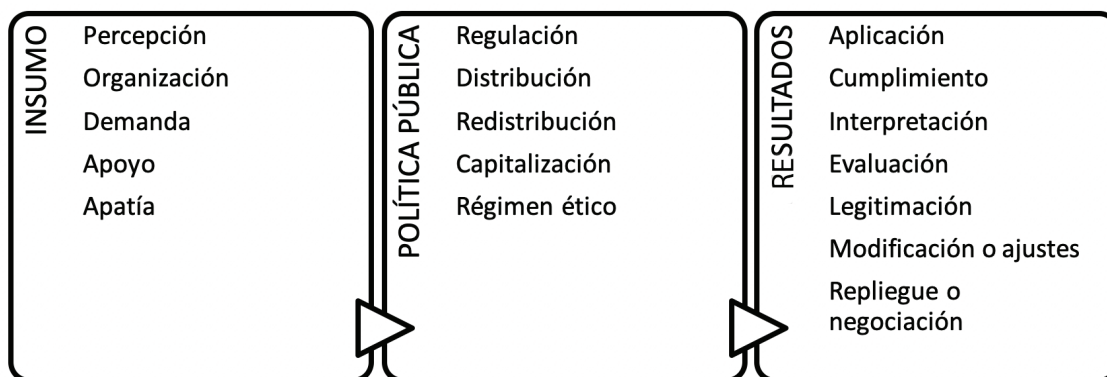 INSUMO
Percepción
Organización
Demanda
Apoyo
Apatía
POLÍTICA PÚBLICA
Regulación
Distribución
Redistribución
Capitalización
Régimen ético
RESULTADOS
Aplicación
Cumplimiento
Interpretación
Evaluación
Legitimación
Modificación o ajustes
Repliegue o
negociación